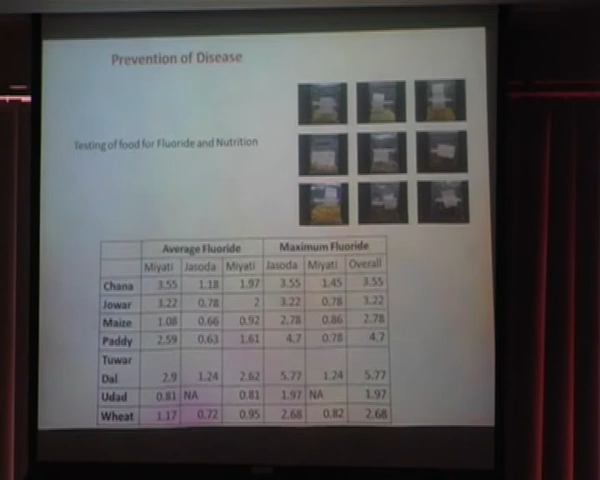 Prevention of Disease
Testing of food for Fluoride and Nutrition
Average Fluoride Maximum Fluoride
Miyati Jasoda Miyati Jasoda Miyati Overall
Chana 3.55 1.18 1.97 3.55 1.45 3.55
Jowar 3.22 0.78 2 3.22 0.78 3.22
Maize 1.08 0.66 0.92 2.78 0.86 2.78
Paddy 2.59 0.63 1.61 4.7 0.78 4.7
Tuwar
Dal 2.9 1.24 2.62 5.77 1.24 5.77
Udad 0.81 NA 0.81 1.97 NA 1.97
Wheat 1.17 0.72 0.95 2.68 0.82 2.68